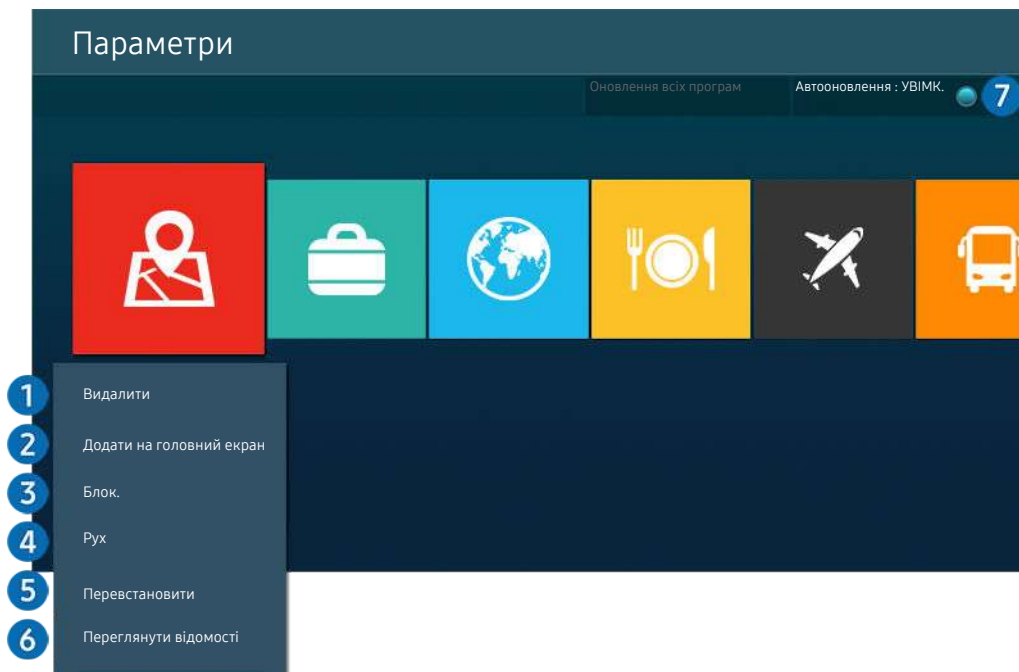 Параметри
Оновлення всіх програм
Автооновлення : УВІМК.
7
1 Видалити
2 Додати на головний екран
3 Блок.
4 Рух
5 Перевстановити
6 Переглянути відомості